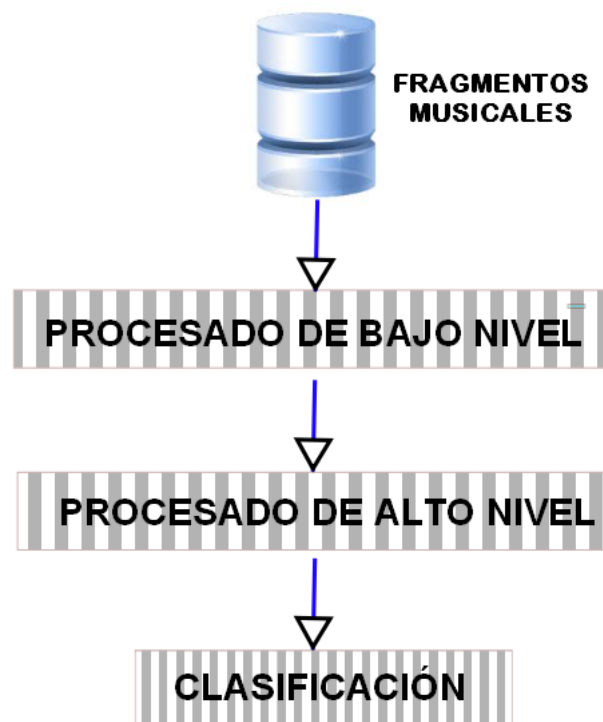 FRAGMENTOS
MUSICALES
PROCESADO DE BAJO NIVEL
PROCESADO DE ALTO NIVEL
CLASIFICACIÓN